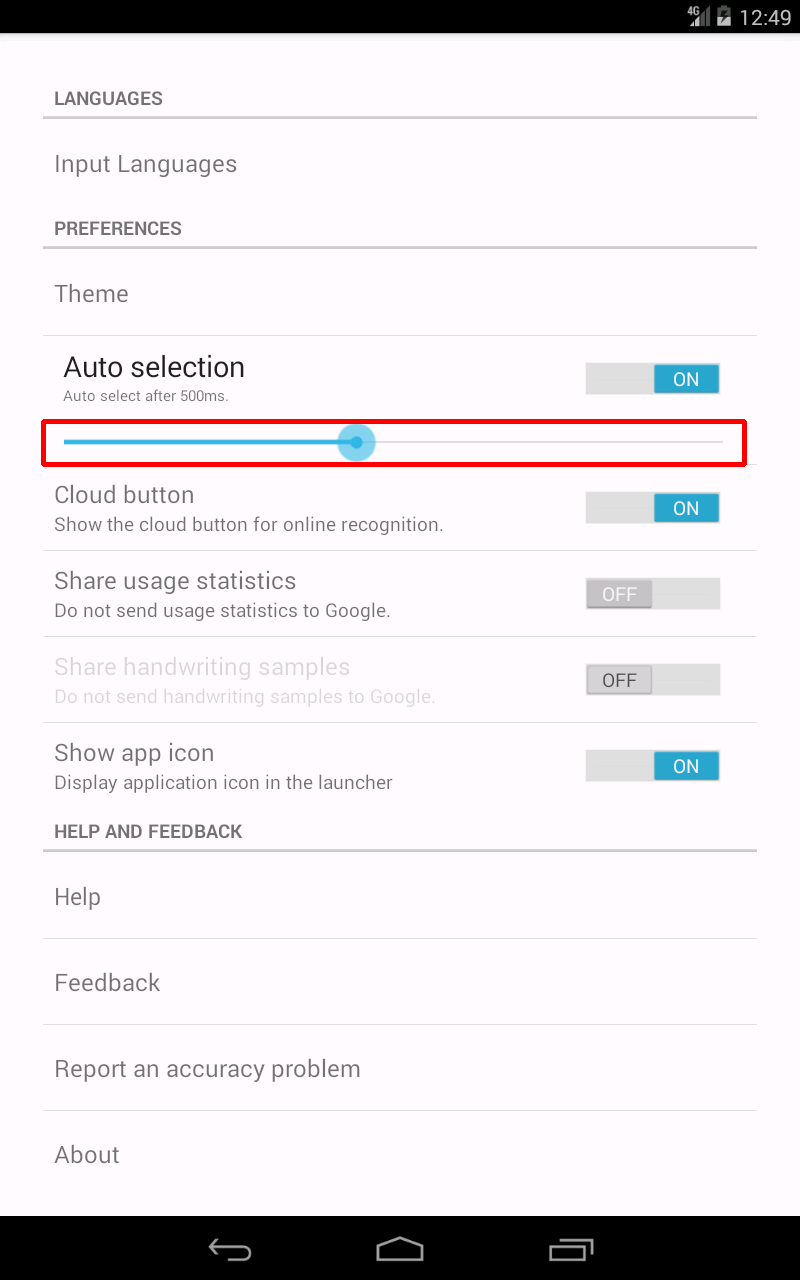 4G 12:49
LANGUAGES
Input Languages
PREFERENCES
Theme
Auto selection
Auto select after 500ms.
ON
Cloud button
Show the cloud button for online recognition.
ON
Share usage statistics
Do not send usage statistics to Google.
OFF
Share handwriting samples
Do not send handwriting samples to Google.
OFF
Show app icon
Display application icon in the launcher
ON
HELP AND FEEDBACK
Help
Feedback
Report an accuracy problem
About